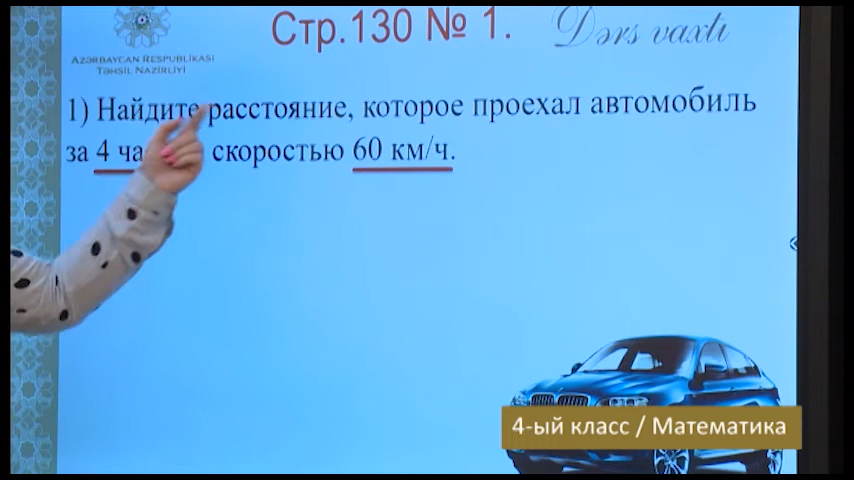 Стр.130 № 1.
Dərs vaxtı
AZƏRBAYCAN RESPUBLİKASI
TƏHSİL NAZİRLİYİ
1) Найдите расстояние, которое проехал автомобиль
за 4 ча скоростью 60 км/ч.
4-ый класс / Математика